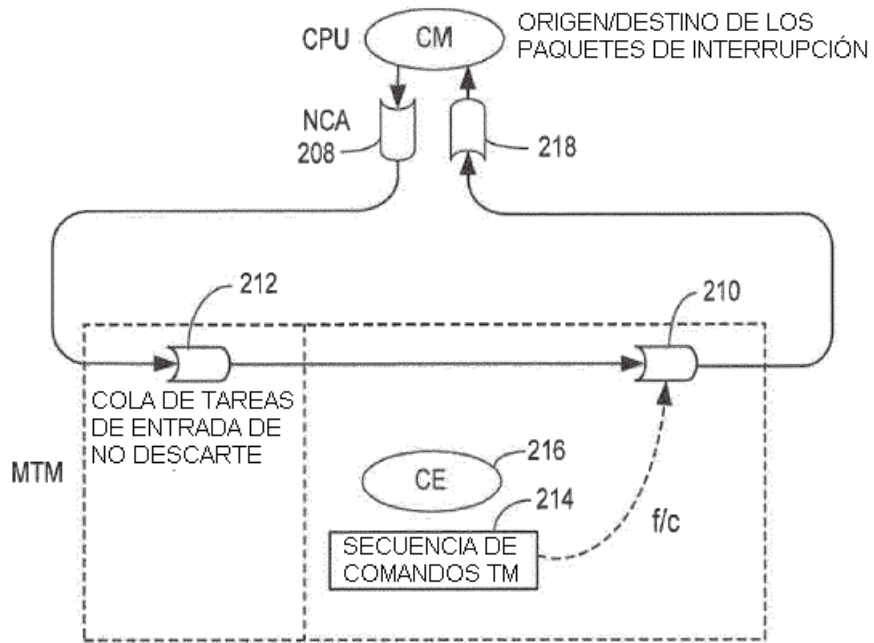 CPU
CM
ORIGEN/DESTINO DE LOS
PAQUETES DE INTERRUPCIÓN
NCA
208
218
212
210
COLA DE TAREAS
DE ENTRADA DE
NO DESCARTE
MTM
CE
216
214
SECUENCIA DE
COMANDOS TM
f/c